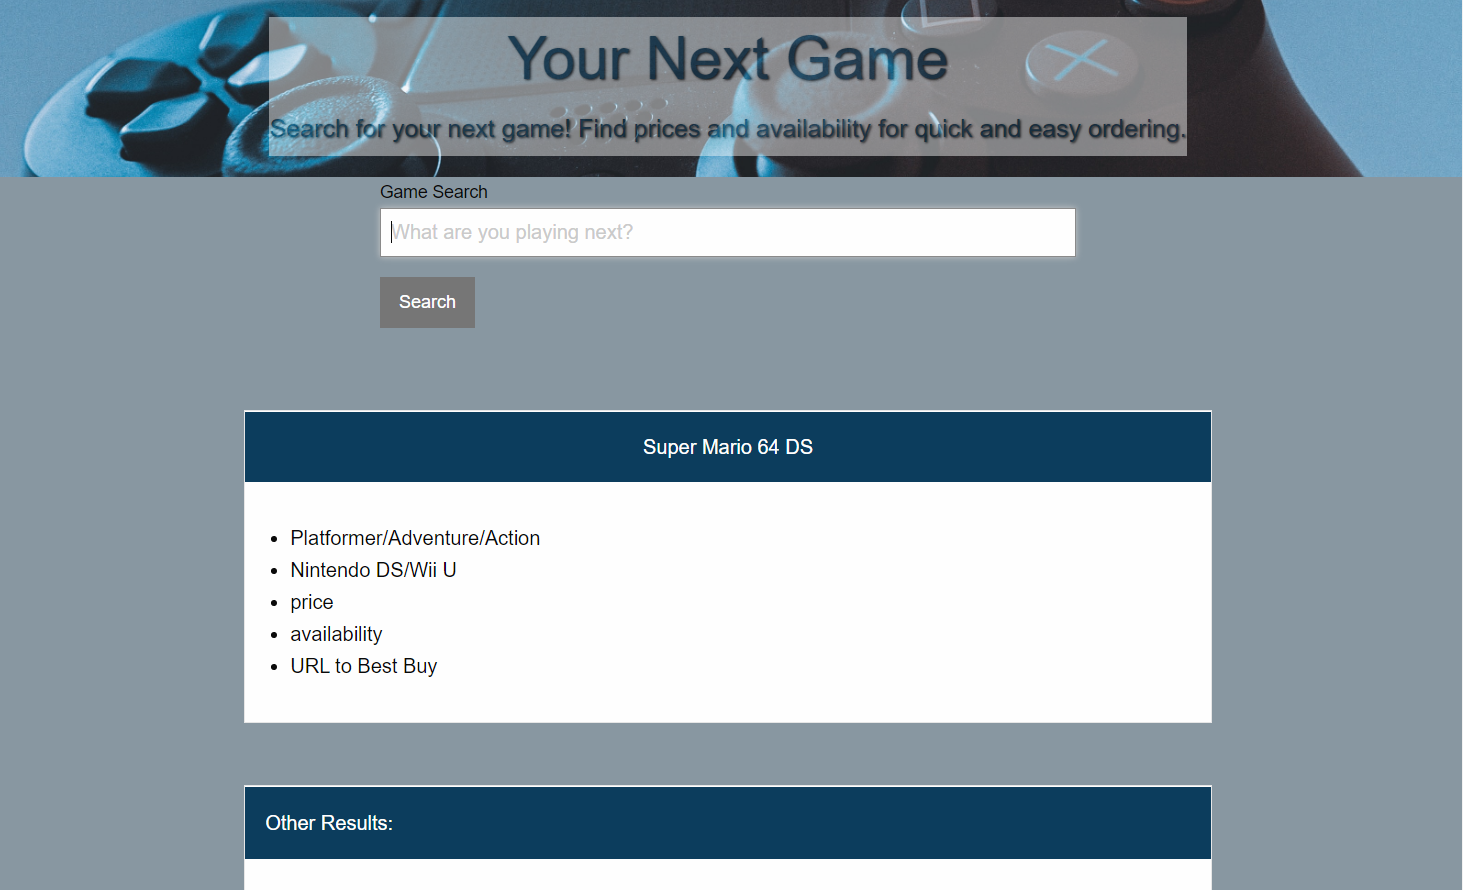 Your Next Game
Search for your next game! Find prices and availability for quick and easy ordering.
Game Search
What are you playing next?
Search
Super Mario 64 DS
Platformer/Adventure/Action
Nintendo DS/Wii U
price
availability
URL to Best Buy
Other Results: